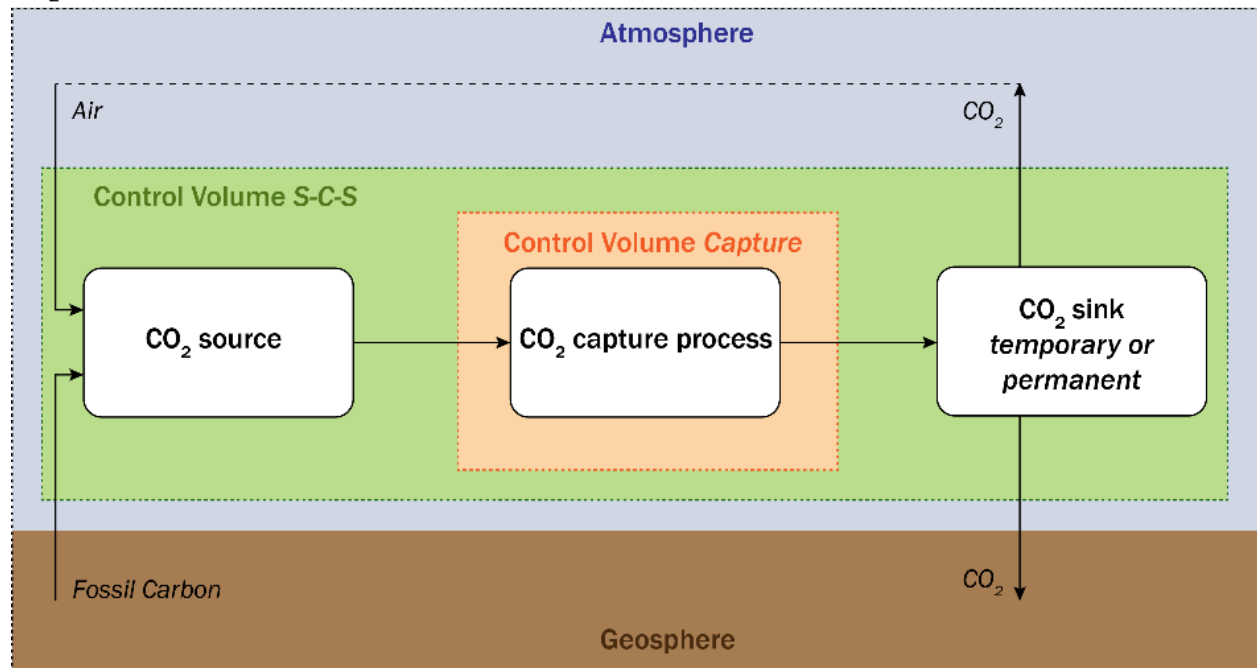 Atmosphere
Air
CO₂
Control Volume S-C-S
Control Volume Capture
CO₂ source
CO₂ capture process
CO₂ sink
temporary or
permanent
Fossil Carbon
CO₂
Geosphere